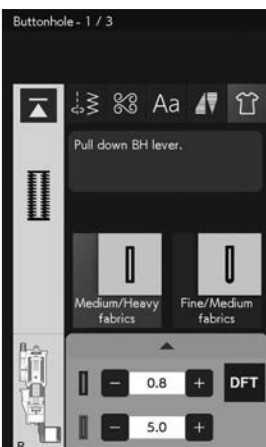 Buttonhole - 1 / 3
Aa
Pull down BH lever.
Medium/Heavy
fabrics
Fine/Medium
fabrics
0.8
DFT
5.0
R